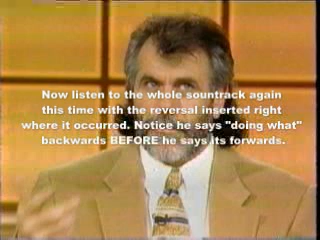 Now listen to the whole sountrack again
this time with the reversal inserted right
where it occurred. Notice he says "doing what"
backwards BEFORE he says its forwards.